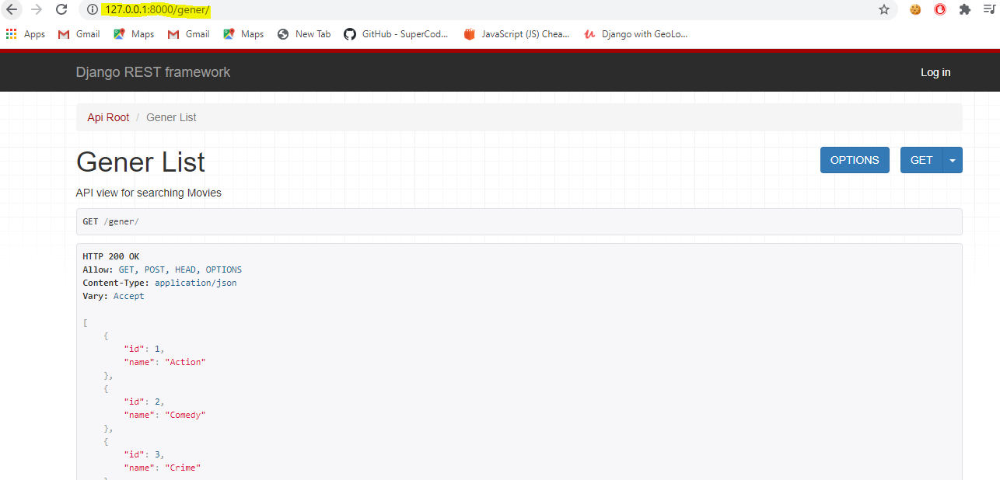 127.0.0.1:8000/gener/
Apps Gmail Maps Gmail Maps New Tab GitHub - SuperCod... JavaScript (JS) Chea... Django with GeoLo...
Django REST framework Log in
Api Root / Gener List
Gener List OPTIONS GET
API view for searching Movies
GET /gener/
HTTP 200 OK
Allow: GET, POST, HEAD, OPTIONS
Content-Type: application/json
Vary: Accept
[
{
"id": 1,
"name": "Action"
},
{
"id": 2,
"name": "Comedy"
},
{
"id": 3,
"name": "Crime"